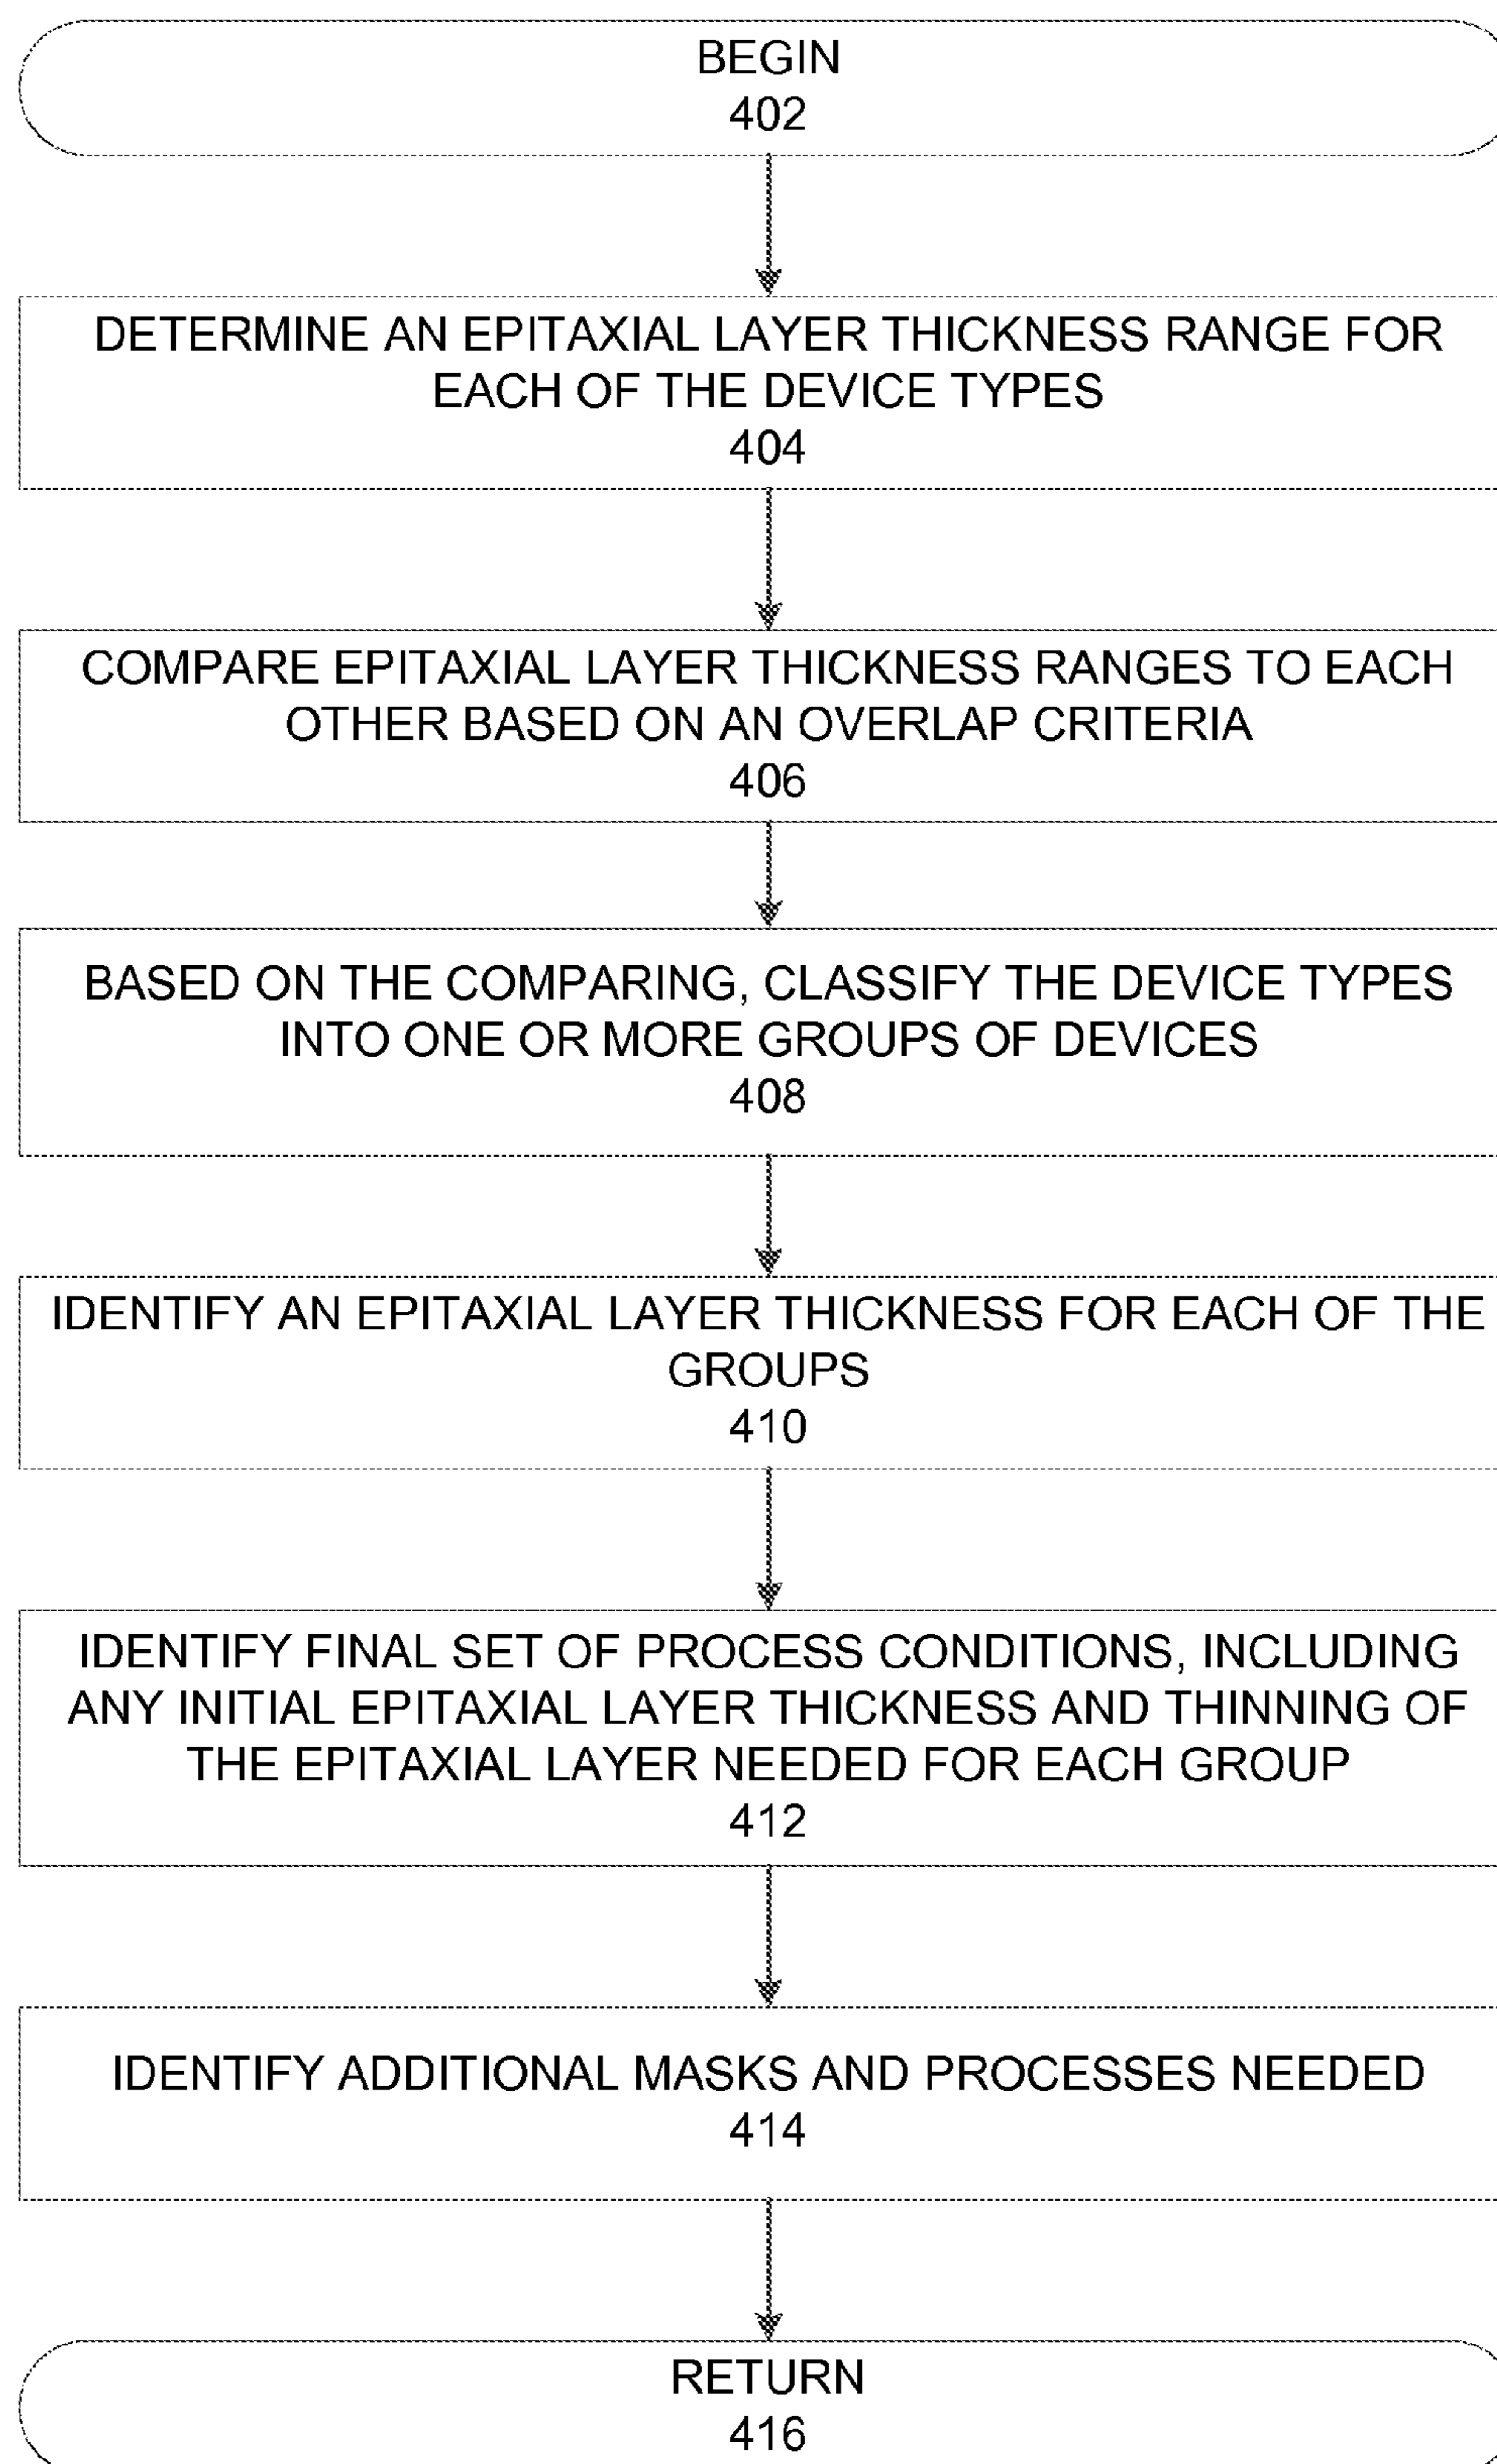 BEGIN
402
DETERMINE AN EPITAXIAL LAYER THICKNESS RANGE FOR
EACH OF THE DEVICE TYPES
404
COMPARE EPITAXIAL LAYER THICKNESS RANGES TO EACH
OTHER BASED ON AN OVERLAP CRITERIA
406
BASED ON THE COMPARING, CLASSIFY THE DEVICE TYPES
INTO ONE OR MORE GROUPS OF DEVICES
408
IDENTIFY AN EPITAXIAL LAYER THICKNESS FOR EACH OF THE
GROUPS
410
IDENTIFY FINAL SET OF PROCESS CONDITIONS, INCLUDING
ANY INITIAL EPITAXIAL LAYER THICKNESS AND THINNING OF
THE EPITAXIAL LAYER NEEDED FOR EACH GROUP
412
IDENTIFY ADDITIONAL MASKS AND PROCESSES NEEDED
414
RETURN
416